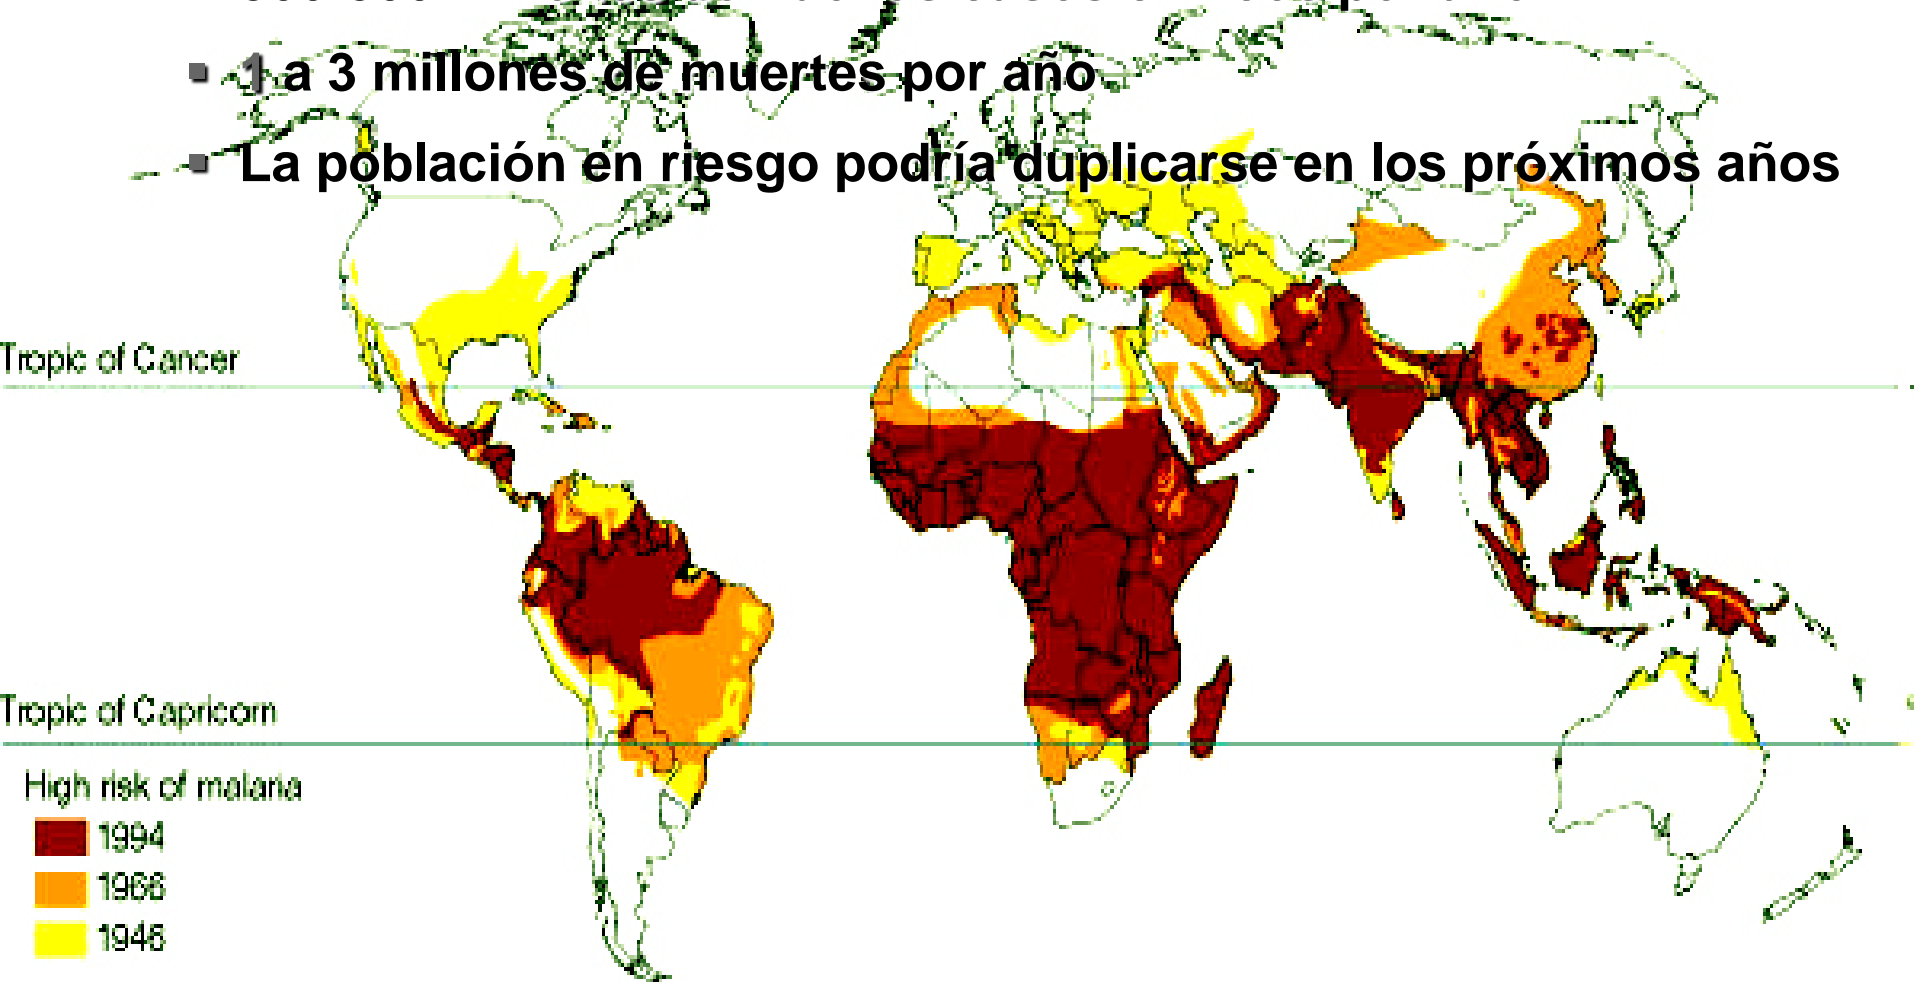 ▪ 1 a 3 millones de muertes por año
▪ La población en riesgo podría duplicarse en los próximos años
Tropic of Cancer
Tropic of Capricorn
High risk of malaria
1994
1966
1946